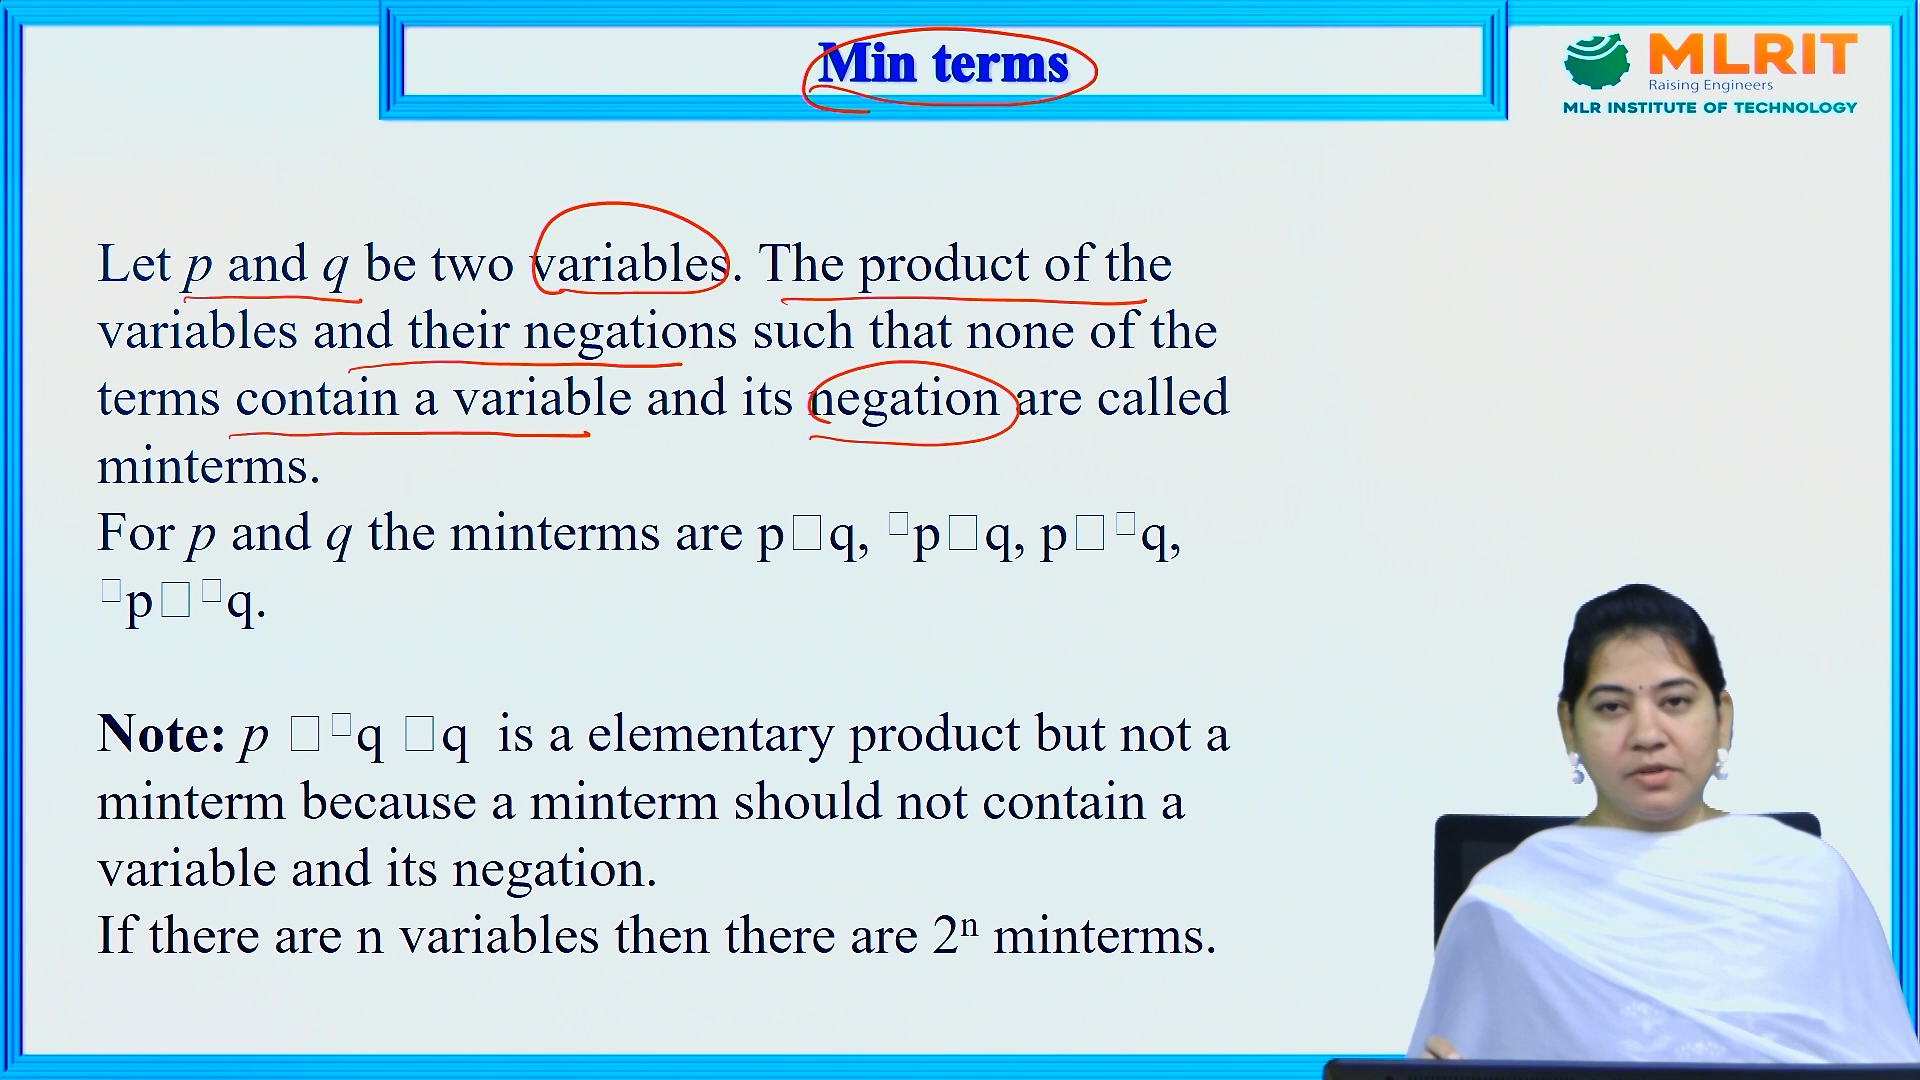 Min terms
MLRIT
Raising Engineers
MLR INSTITUTE OF TECHNOLOGY
Let p and q be two variables. The product of the
variables and their negations such that none of the
terms contain a variable and its negation are called
minterms.
For p and q the minterms are p□q, □p□q, p□□q,
□p□□q.
Note: p □□q □q is a elementary product but not a
minterm because a minterm should not contain a
variable and its negation.
If there are n variables then there are 2ⁿ minterms.